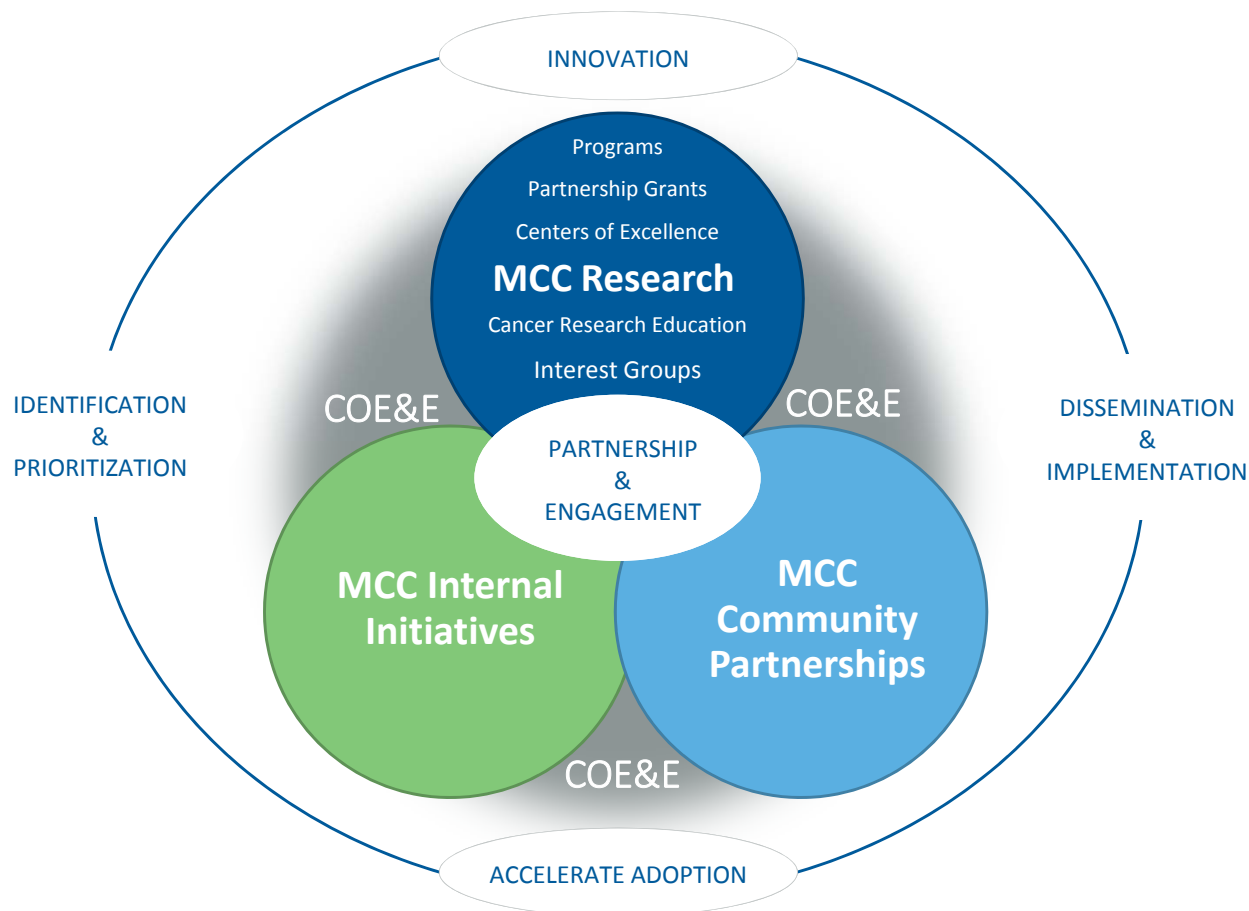 INNOVATION
Programs
Partnership Grants
Centers of Excellence
MCC Research
Cancer Research Education
Interest Groups
IDENTIFICATION
&
PRIORITIZATION
COE&E
COE&E
DISSEMINATION
&
IMPLEMENTATION
PARTNERSHIP
&
ENGAGEMENT
MCC Internal
Initiatives
MCC
Community
Partnerships
COE&E
ACCELERATE ADOPTION